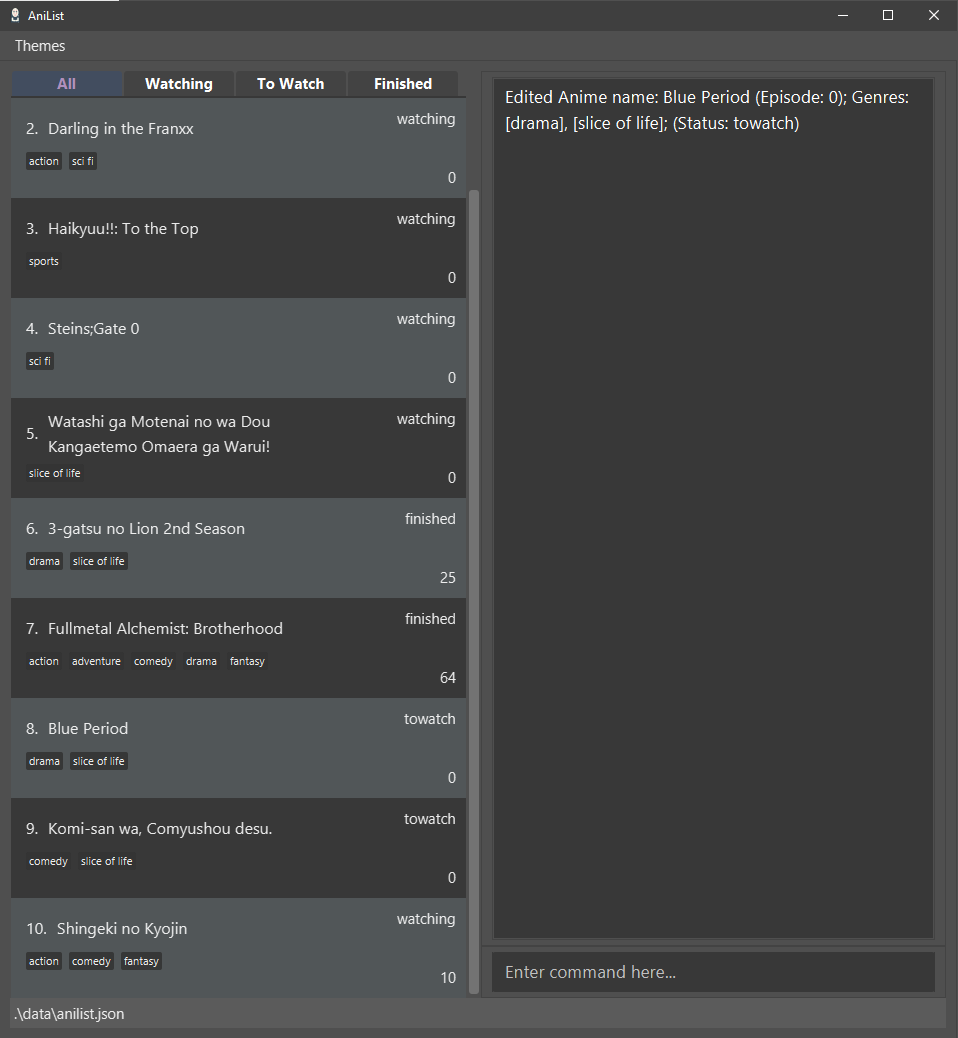 AniList
Themes
All
Watching
To Watch
Finished
2. Darling in the Franxx
watching
action
sci fi
0
3. Haikyuu!!: To the Top
watching
sports
0
4. Steins;Gate 0
watching
sci fi
0
5. Watashi ga Motenai no wa Dou
Kangaetemo Omaera ga Warui!
watching
slice of life
0
6. 3-gatsu no Lion 2nd Season
finished
drama
slice of life
25
7. Fullmetal Alchemist: Brotherhood
finished
action
adventure
comedy
drama
fantasy
64
8. Blue Period
towatch
drama
slice of life
0
9. Komi-san wa, Comyushou desu.
towatch
comedy
slice of life
0
10. Shingeki no Kyojin
watching
action
comedy
fantasy
10
Edited Anime name: Blue Period (Episode: 0); Genres:
[drama], [slice of life]; (Status: towatch)
Enter command here...
.\data\anilist.json